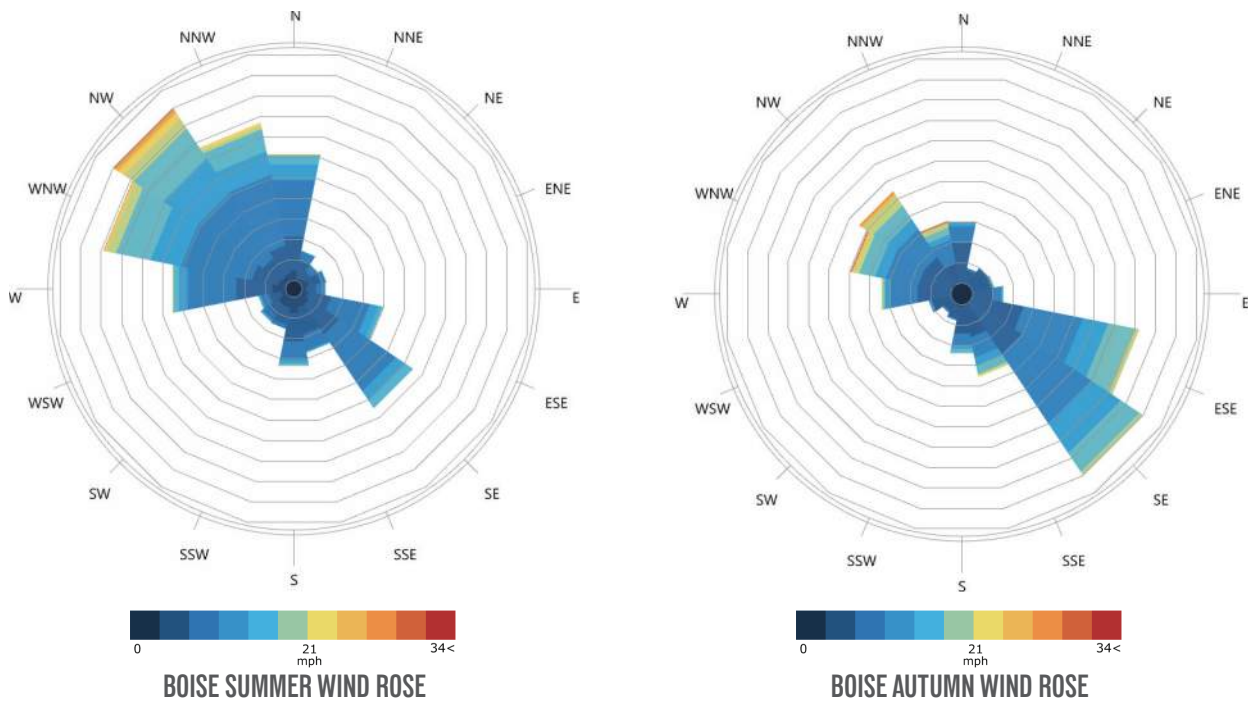 N
NNW
NNE
NW
NE
WNW
ENE
W
E
WSW
ESE
SW
SE
SSW
SSE
S
0
21
34<
mph
BOISE SUMMER WIND ROSE
N
NNW
NNE
NW
NE
WNW
ENE
W
E
WSW
ESE
SW
SE
SSW
SSE
S
0
21
34<
mph
BOISE AUTUMN WIND ROSE